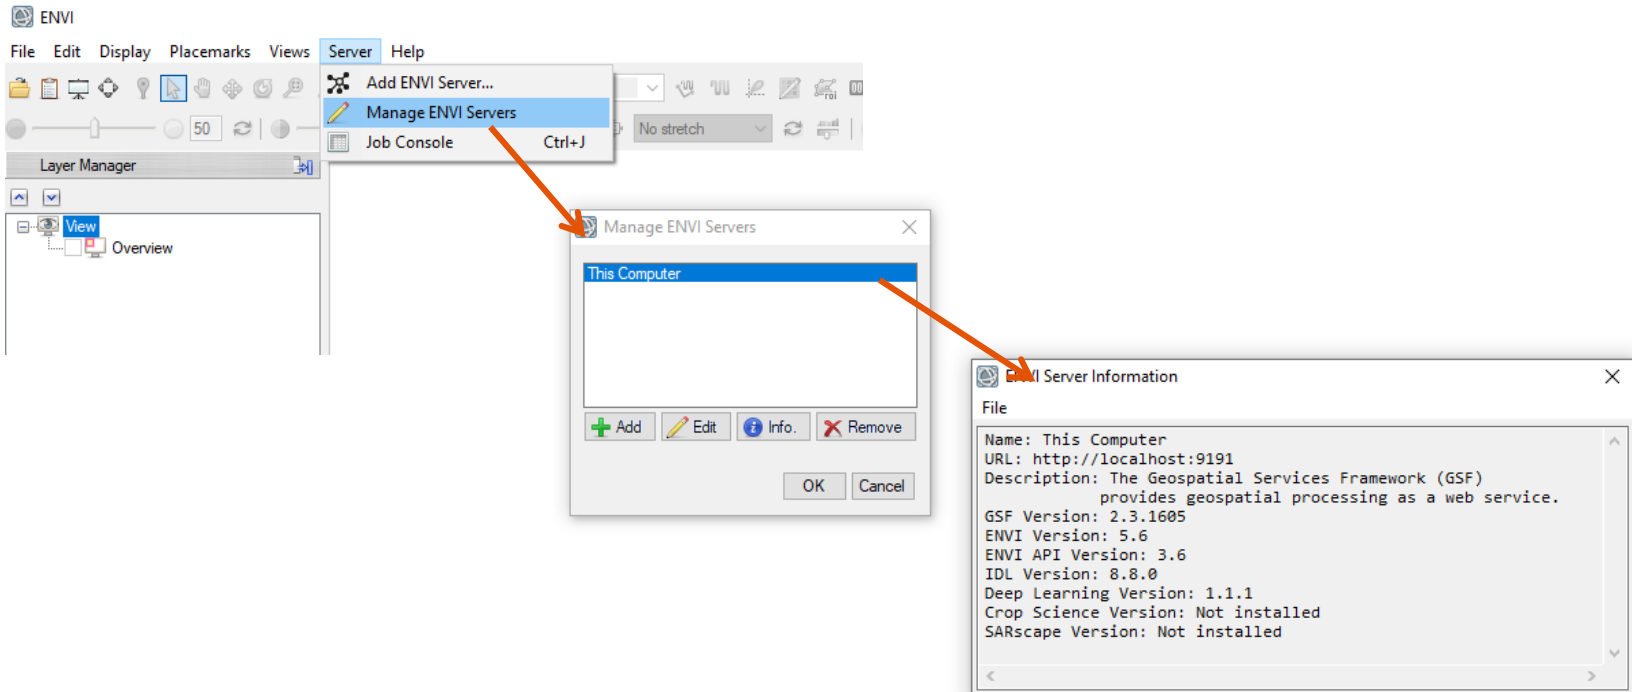 ENVI
File Edit Display Placemarks Views Server Help
Add ENVI Server...
Manage ENVI Servers
Job Console Ctrl+J
50
No stretch
Layer Manager
View
Overview
Manage ENVI Servers
This Computer
Add Edit Info. Remove
OK Cancel
Server Information
File
Name: This Computer
URL: http://localhost:9191
Description: The Geospatial Services Framework (GSF)
provides geospatial processing as a web service.
GSF Version: 2.3.1605
ENVI Version: 5.6
ENVI API Version: 3.6
IDL Version: 8.8.0
Deep Learning Version: 1.1.1
Crop Science Version: Not installed
SARscape Version: Not installed